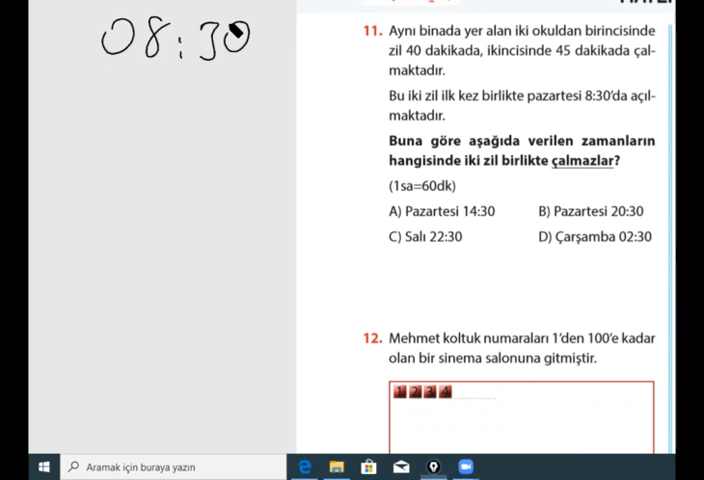 08:30
11. Aynı binada yer alan iki okuldan birincisinde
zil 40 dakikada, ikincisinde 45 dakikada çal-
maktadır.
Bu iki zil ilk kez birlikte pazartesi 8:30'da açıl-
maktadır.
Buna göre aşağıda verilen zamanların
hangisinde iki zil birlikte çalmazlar?
(1sa=60dk)
A) Pazartesi 14:30 B) Pazartesi 20:30
C) Salı 22:30 D) Çarşamba 02:30
12. Mehmet koltuk numaraları 1'den 100'e kadar
olan bir sinema salonuna gitmiştir.
1 2 3 4 ............
Aramak için buraya yazın